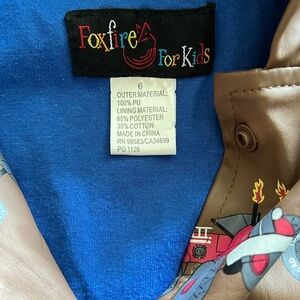 Foxfire
For Kids
6
OUTER MATERIAL:
100% PU
LINING MATERIAL:
65% POLYESTER
35% COTTON
MADE IN CHINA
RN 96583/CA34699
PO 1126